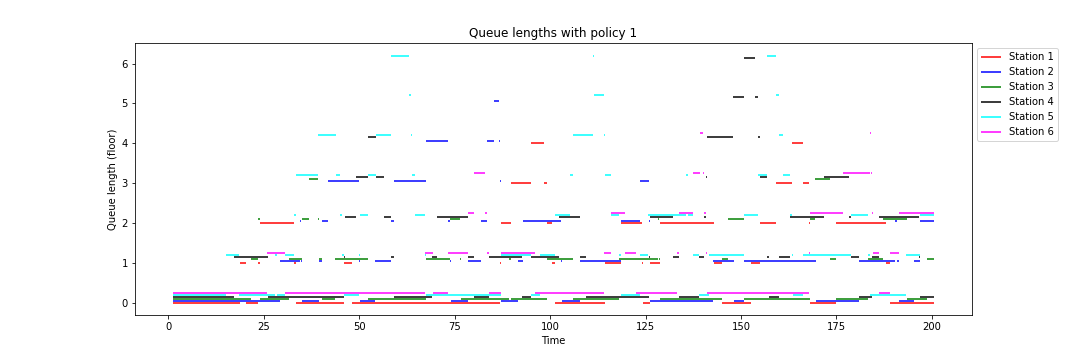 Queue lengths with policy 1
Queue length (floor)
6
5
4
3
2
1
0
0
25
50
75
100
125
150
175
200
Time
Station 1
Station 2
Station 3
Station 4
Station 5
Station 6